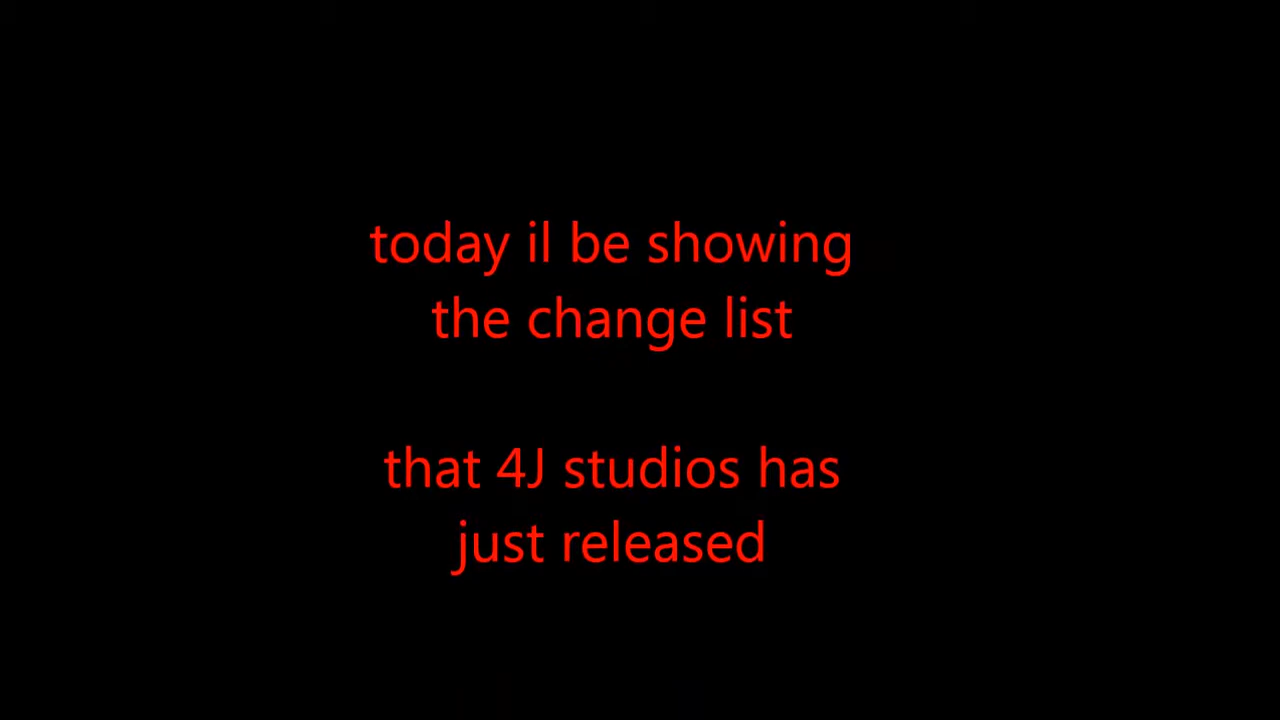 today il be showing
the change list
that 4J studios has
just released